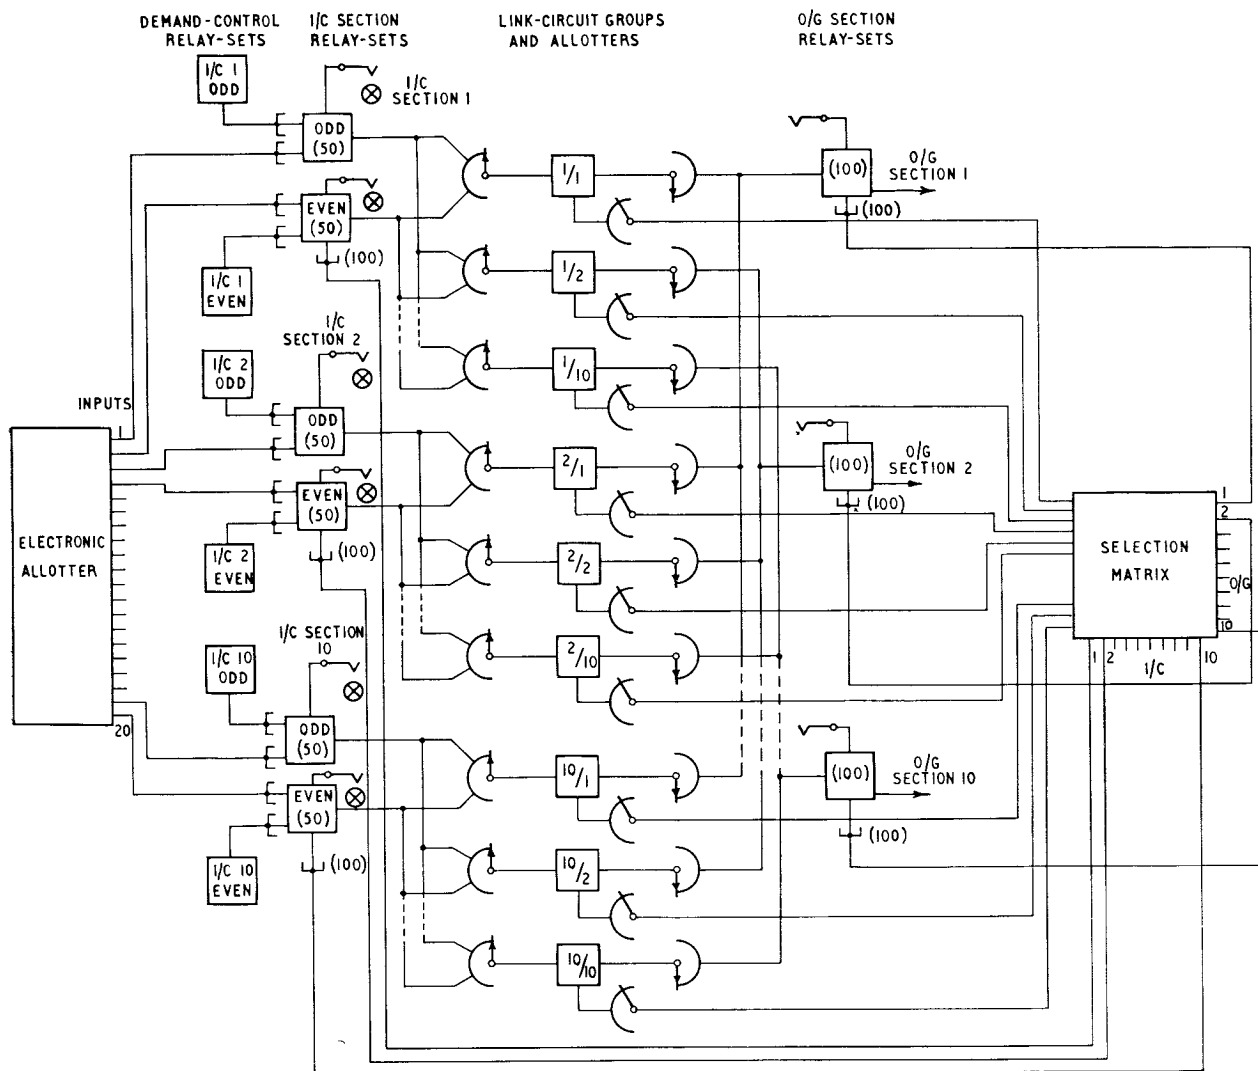 DEMAND-CONTROL
RELAY-SETS
I/C SECTION
RELAY-SETS
LINK-CIRCUIT GROUPS
AND ALLOTTERS
O/G SECTION
RELAY-SETS
I/C 1
ODD
I/C
SECTION 1
ODD
(50)
EVEN
(50)
(100)
I/C 1
EVEN
1/1
1/2
1/10
(100)
O/G
SECTION 1
(100)
I/C
SECTION 2
I/C 2
ODD
ODD
(50)
EVEN
(50)
(100)
I/C 2
EVEN
2/1
2/2
2/10
(100)
O/G
SECTION 2
(100)
INPUTS
1
ELECTRONIC
ALLOTTER
20
SELECTION
MATRIX
1
2
O/G
10
1
2
10
I/C
I/C SECTION
10
I/C 10
ODD
ODD
(50)
EVEN
(50)
(100)
I/C 10
EVEN
10/1
10/2
10/10
(100)
O/G
SECTION 10
(100)